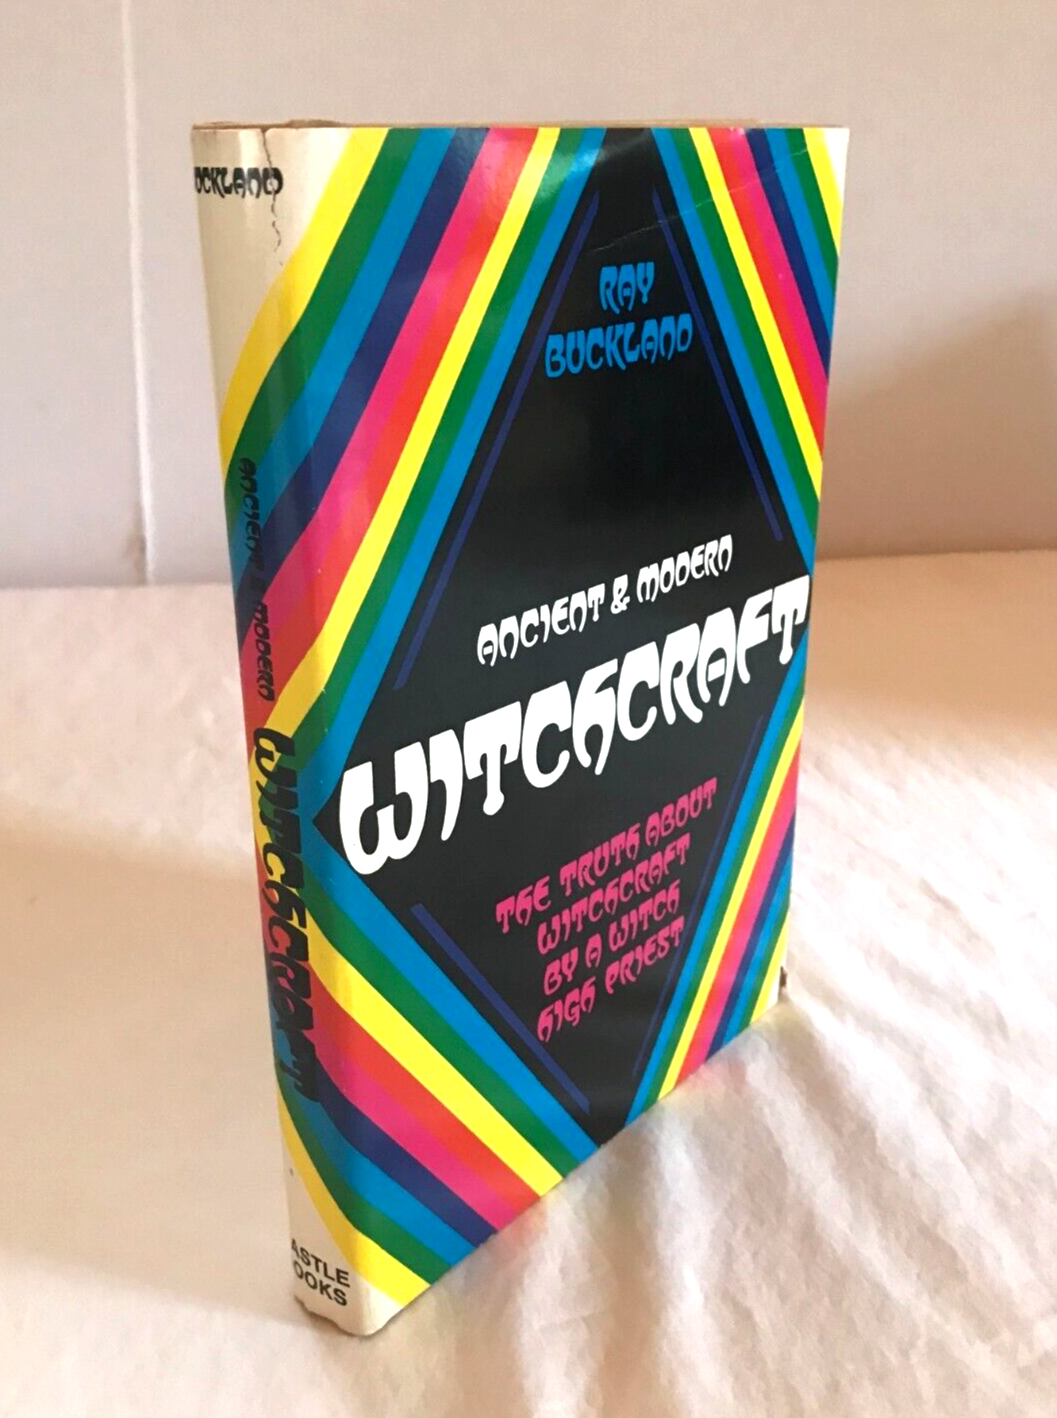 RAY
BUCKLAND
ANCIENT & MODERN
WITCHCRAFT
THE TRUTH ABOUT
WITCHCRAFT
BY A WITCH
HIGH PRIEST
UCKLAND
ANCIENT & MODERN
WITCHCRAFT
ASTLE
OOKS